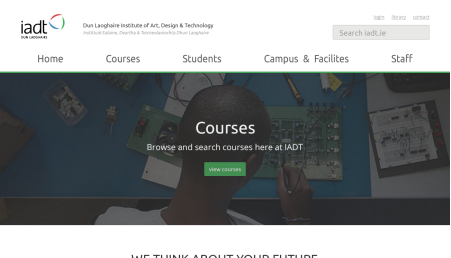 iadt
DUN LAOGHAIRE
Dun Laoghaire Institute of Art, Design & Technology
Institiúid Ealaíne, Deartha & Teicneolaíochta Dhun Laoghaire
login library contact
Search iadt.ie
Home Courses Students Campus & Facilites Staff
Courses
Browse and search courses here at IADT
view courses
WE THINK ABOUT YOUR FUTURE